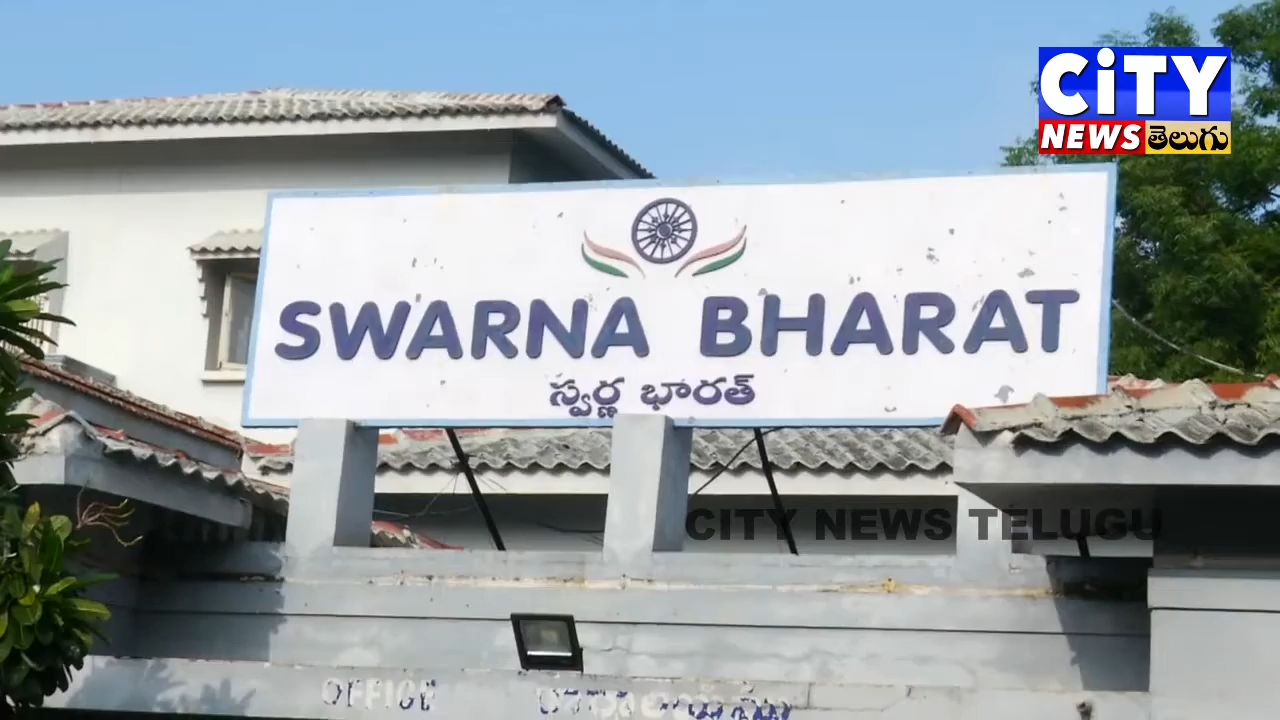 CiTY
NEWS తెలుగు
SWARNA BHARAT
స్వర్ణ భారత్
CITY NEWS TELUGU
OFFICE